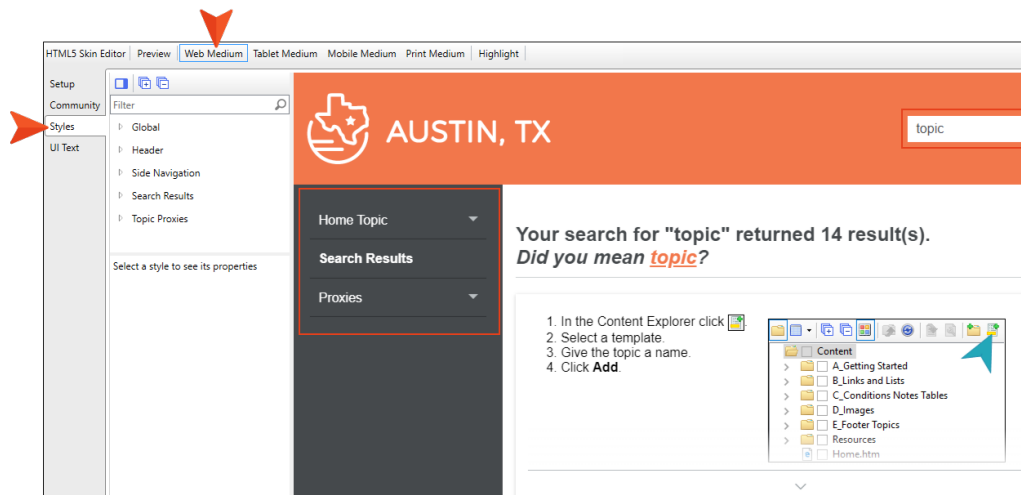 HTML5 Skin Editor Preview Web Medium Tablet Medium Mobile Medium Print Medium Highlight
Setup
Community
Styles
UI Text
Filter
Global
Header
Side Navigation
Search Results
Topic Proxies
Select a style to see its properties
AUSTIN, TX
topic
Home Topic
Search Results
Proxies
Your search for "topic" returned 14 result(s).
Did you mean topic?
1. In the Content Explorer click .
2. Select a template.
3. Give the topic a name.
4. Click Add.
Content
A_Getting Started
B_Links and Lists
C_Conditions Notes Tables
D_Images
E_Footer Topics
Resources
Home.htm